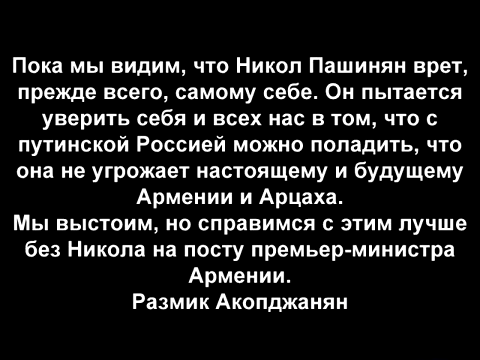 Пока мы видим, что Никол Пашинян врет,
прежде всего, самому себе. Он пытается
уверить себя и всех нас в том, что с
путинской Россией можно поладить, что
она не угрожает настоящему и будущему
Армении и Арцаха.
Мы выстоим, но справимся с этим лучше
без Никола на посту премьер-министра
Армении.
Размик Акопджанян